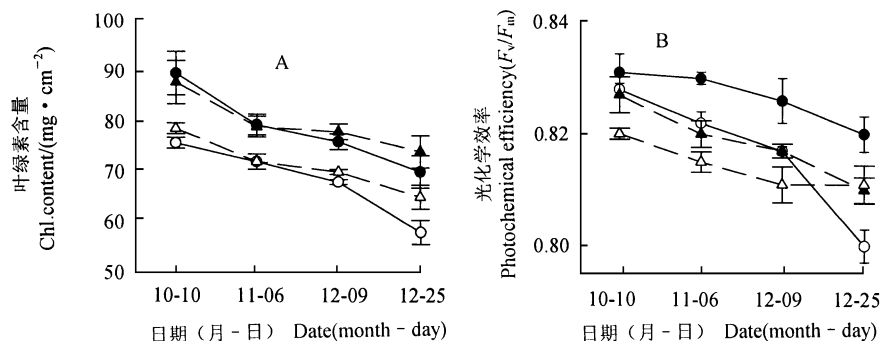 叶绿素含量
Chl.content/(mg·cm⁻²)
100
90
80
70
60
50
A
10-10
11-06
12-09
12-25
日期（月－日） Date(month－day)
光化学效率
Photochemical efficiency(Fv/Fm)
0.84
0.82
0.80
B
10-10
11-06
12-09
12-25
日期（月－日） Date(month－day)